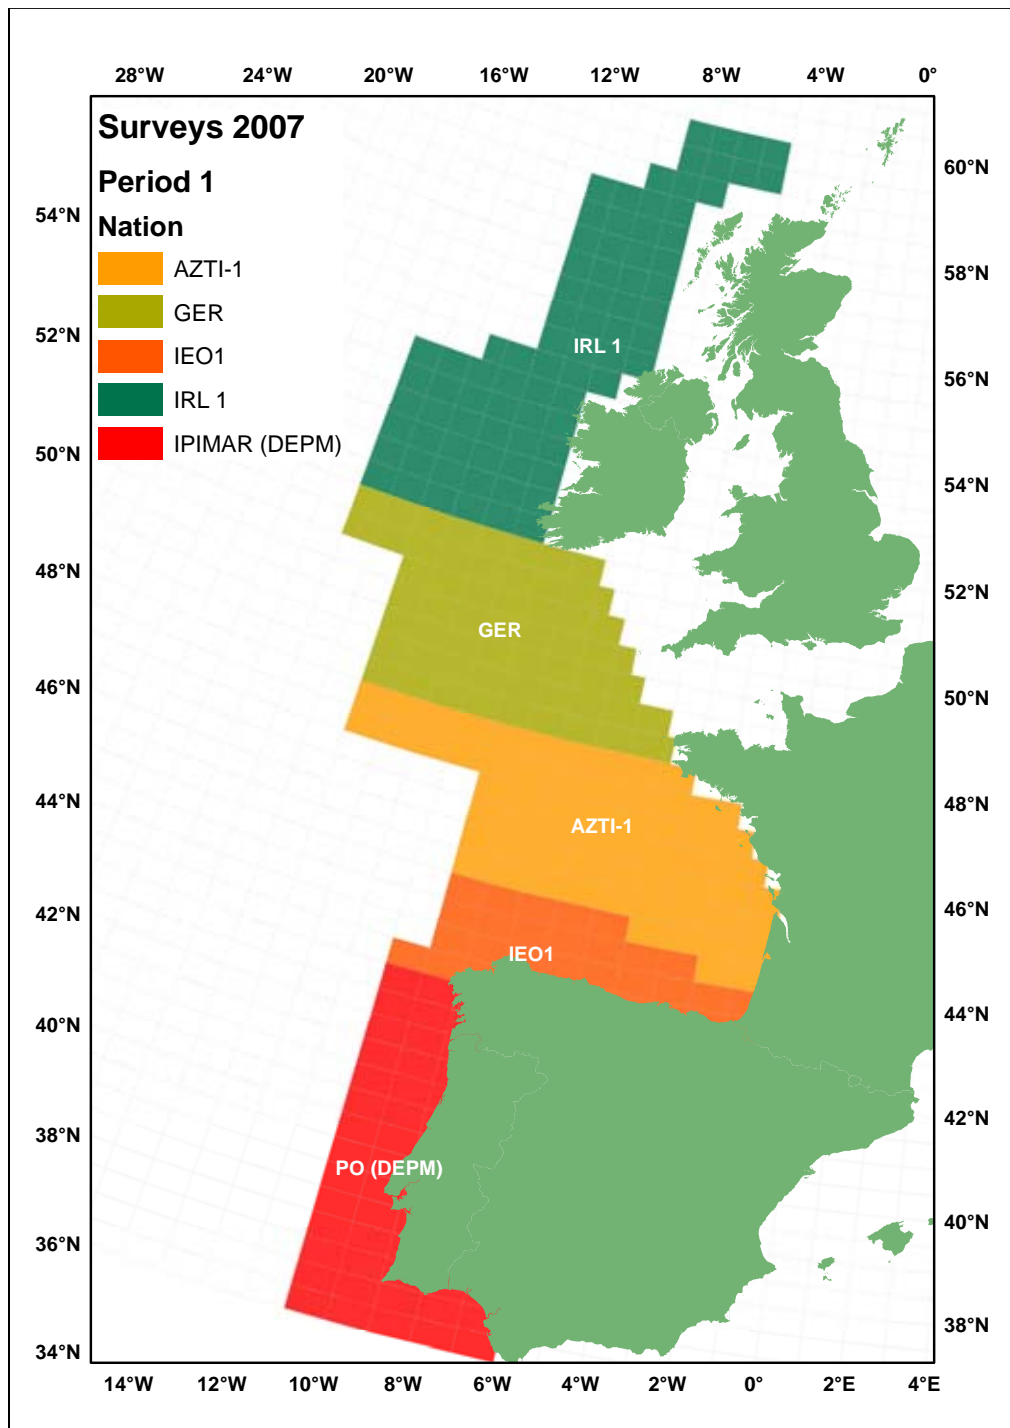 28°W 24°W 20°W 16°W 12°W 8°W 4°W 0°
Surveys 2007
Period 1
Nation
AZTI-1
GER
IEO1
IRL 1
IPIMAR (DEPM)
54°N
52°N
50°N
48°N
46°N
44°N
42°N
40°N
38°N
36°N
34°N
IRL 1
GER
AZTI-1
IEO1
PO (DEPM)
60°N
58°N
56°N
54°N
52°N
50°N
48°N
46°N
44°N
42°N
40°N
38°N
14°W 12°W 10°W 8°W 6°W 4°W 2°W 0° 2°E 4°E